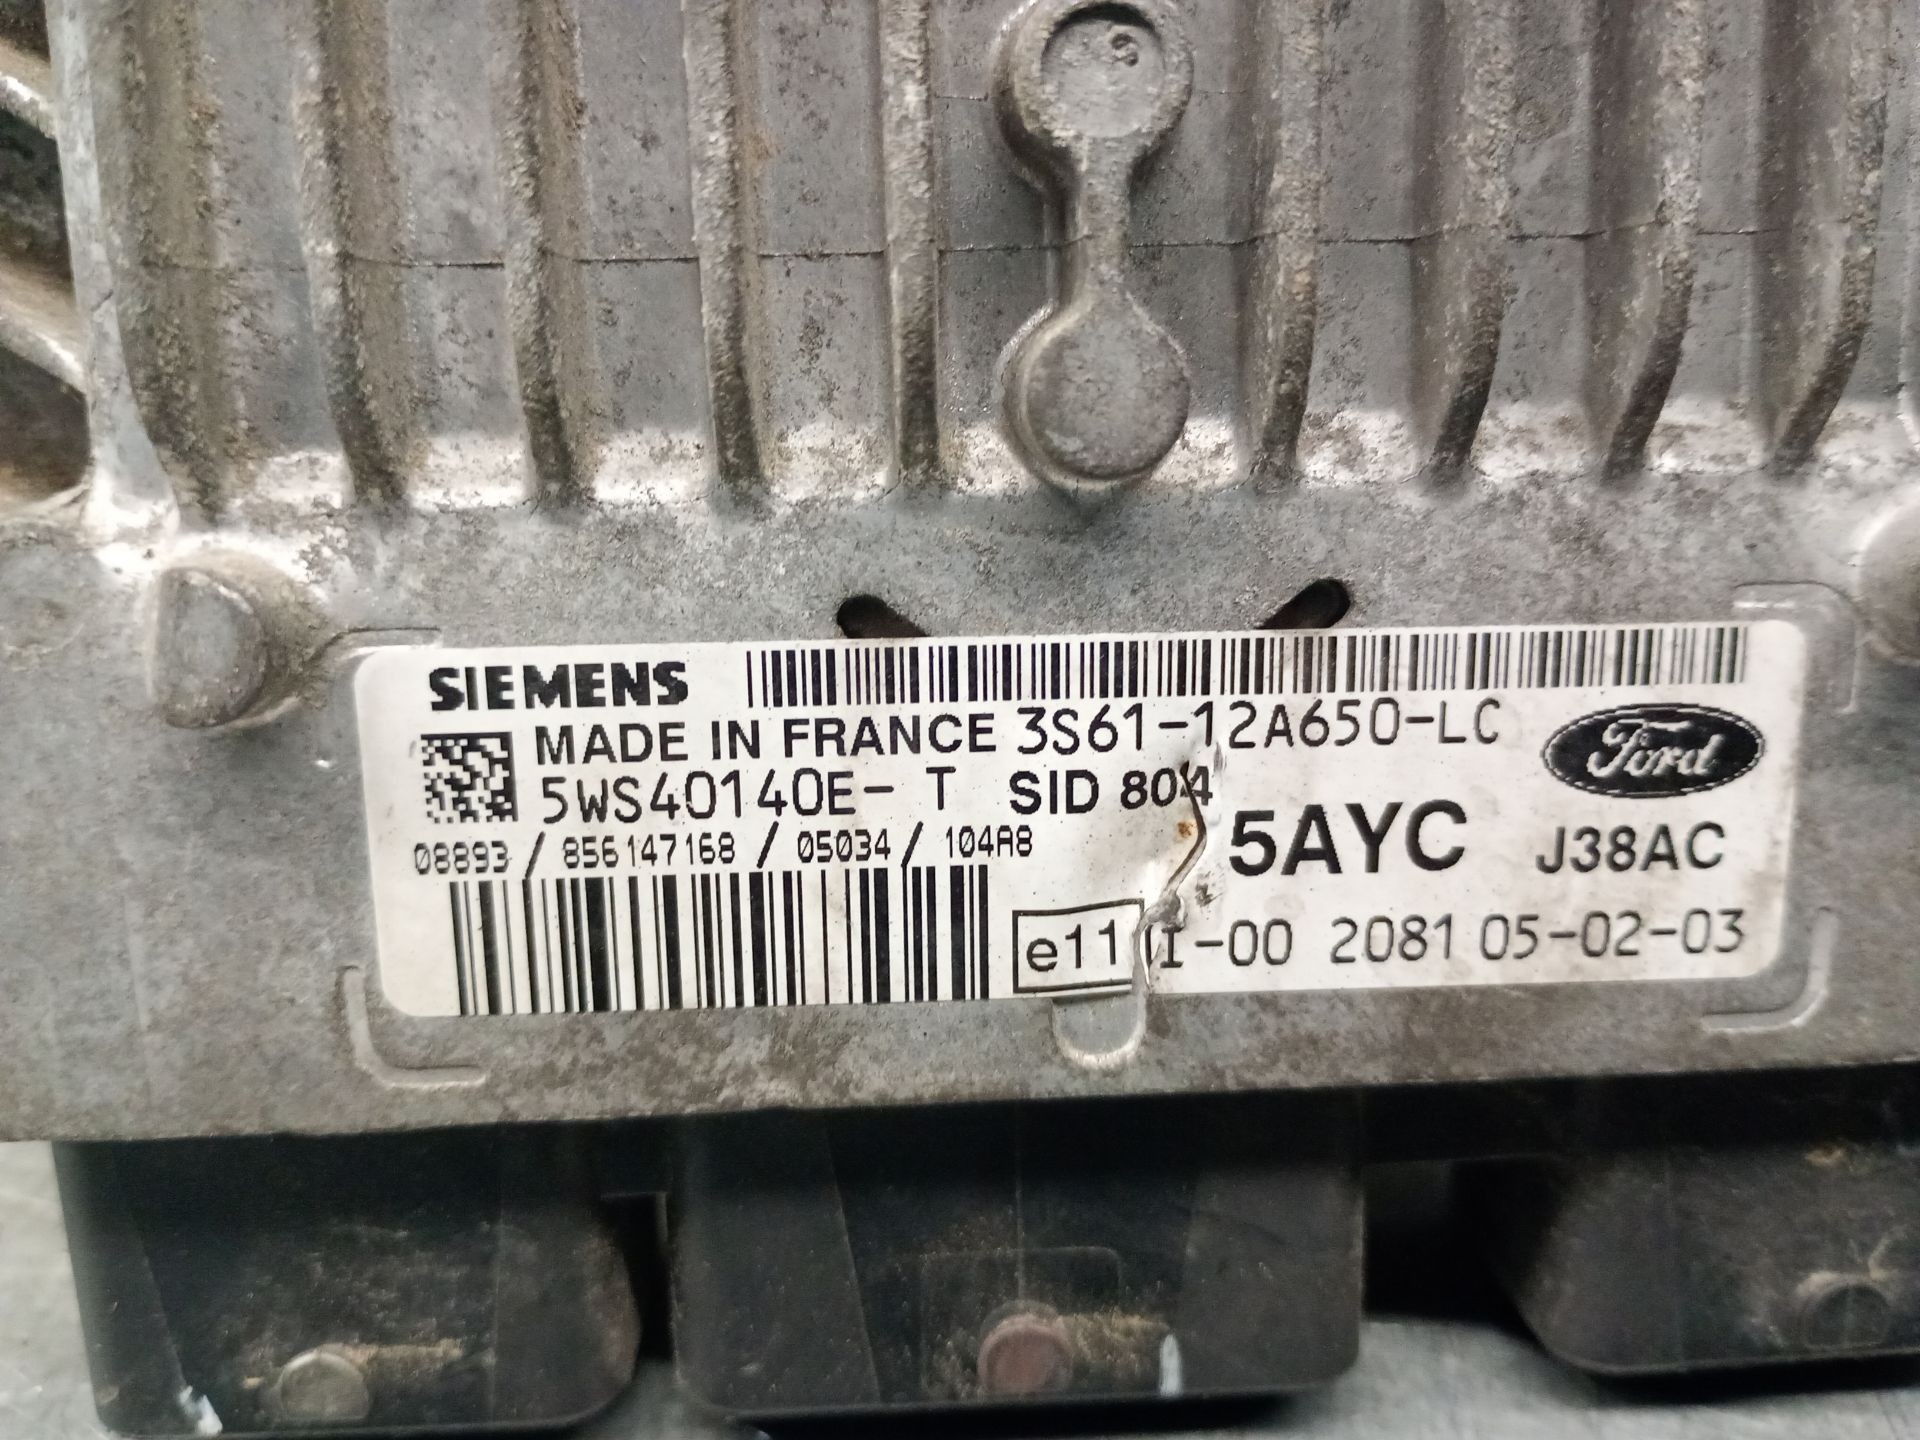 SIEMENS
MADE IN FRANCE 3S61-12A650-LC
Ford
5WS40140E- T SID 804
5AYC J38AC
08893 / 856147168 / 05034 / 104A8
e11 I-00 2081 05-02-03